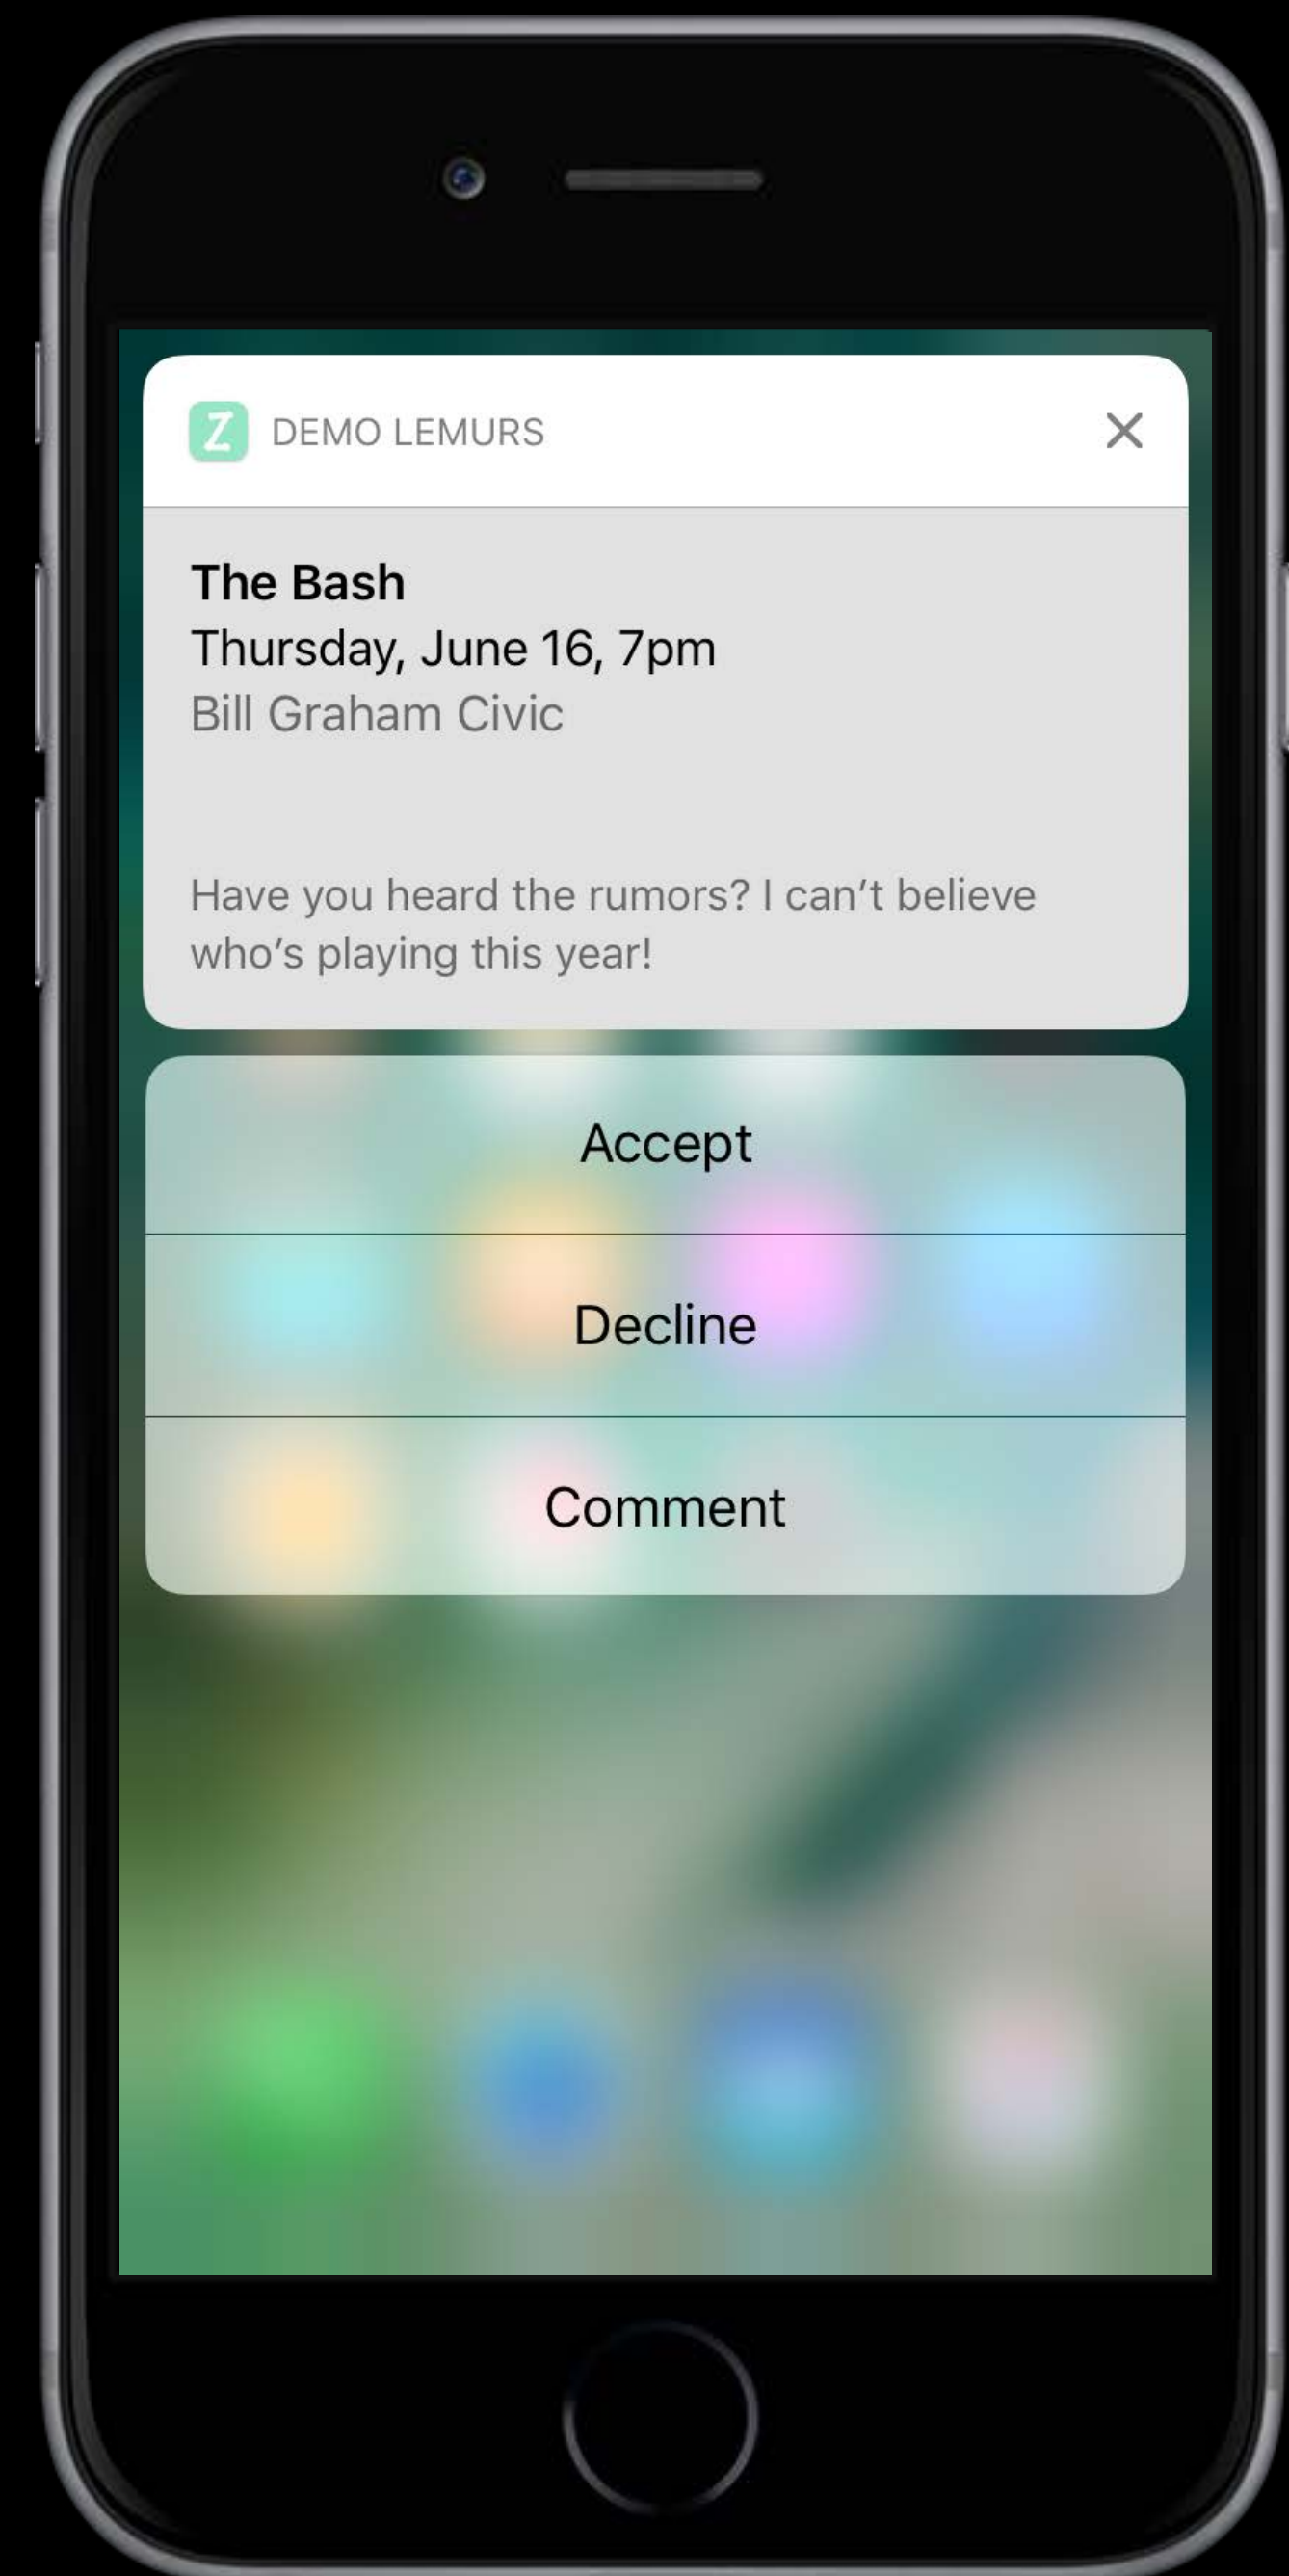 Z DEMO LEMURS
The Bash
Thursday, June 16, 7pm
Bill Graham Civic
Have you heard the rumors? I can’t believe
who’s playing this year!
Accept
Decline
Comment